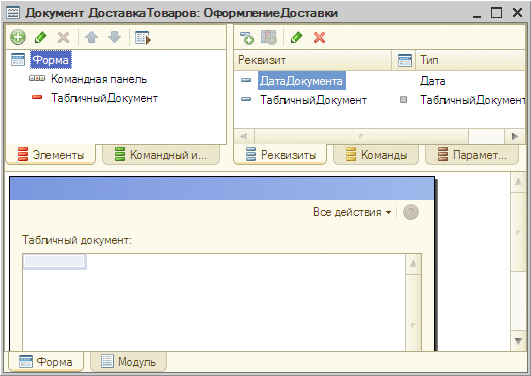 Документ ДоставкаТоваров: ОформлениеДоставки
Форма
Командная панель
ТабличныйДокумент
Элементы
Командный и...
Реквизит
Тип
ДатаДокумента
Дата
ТабличныйДокумент
ТабличныйДокумент
Реквизиты
Команды
Парамет...
Все действия
?
Табличный документ:
Форма
Модуль